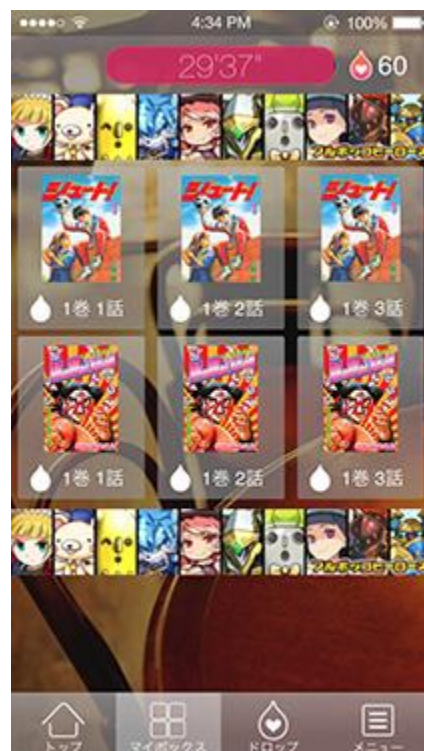 4:34 PM
100%
29'37"
60
シュート!
シュート!
シュート!
1巻 1話
1巻 2話
1巻 3話
1巻 1話
1巻 2話
1巻 3話
トップ
マイボックス
ドロップ
メニュー